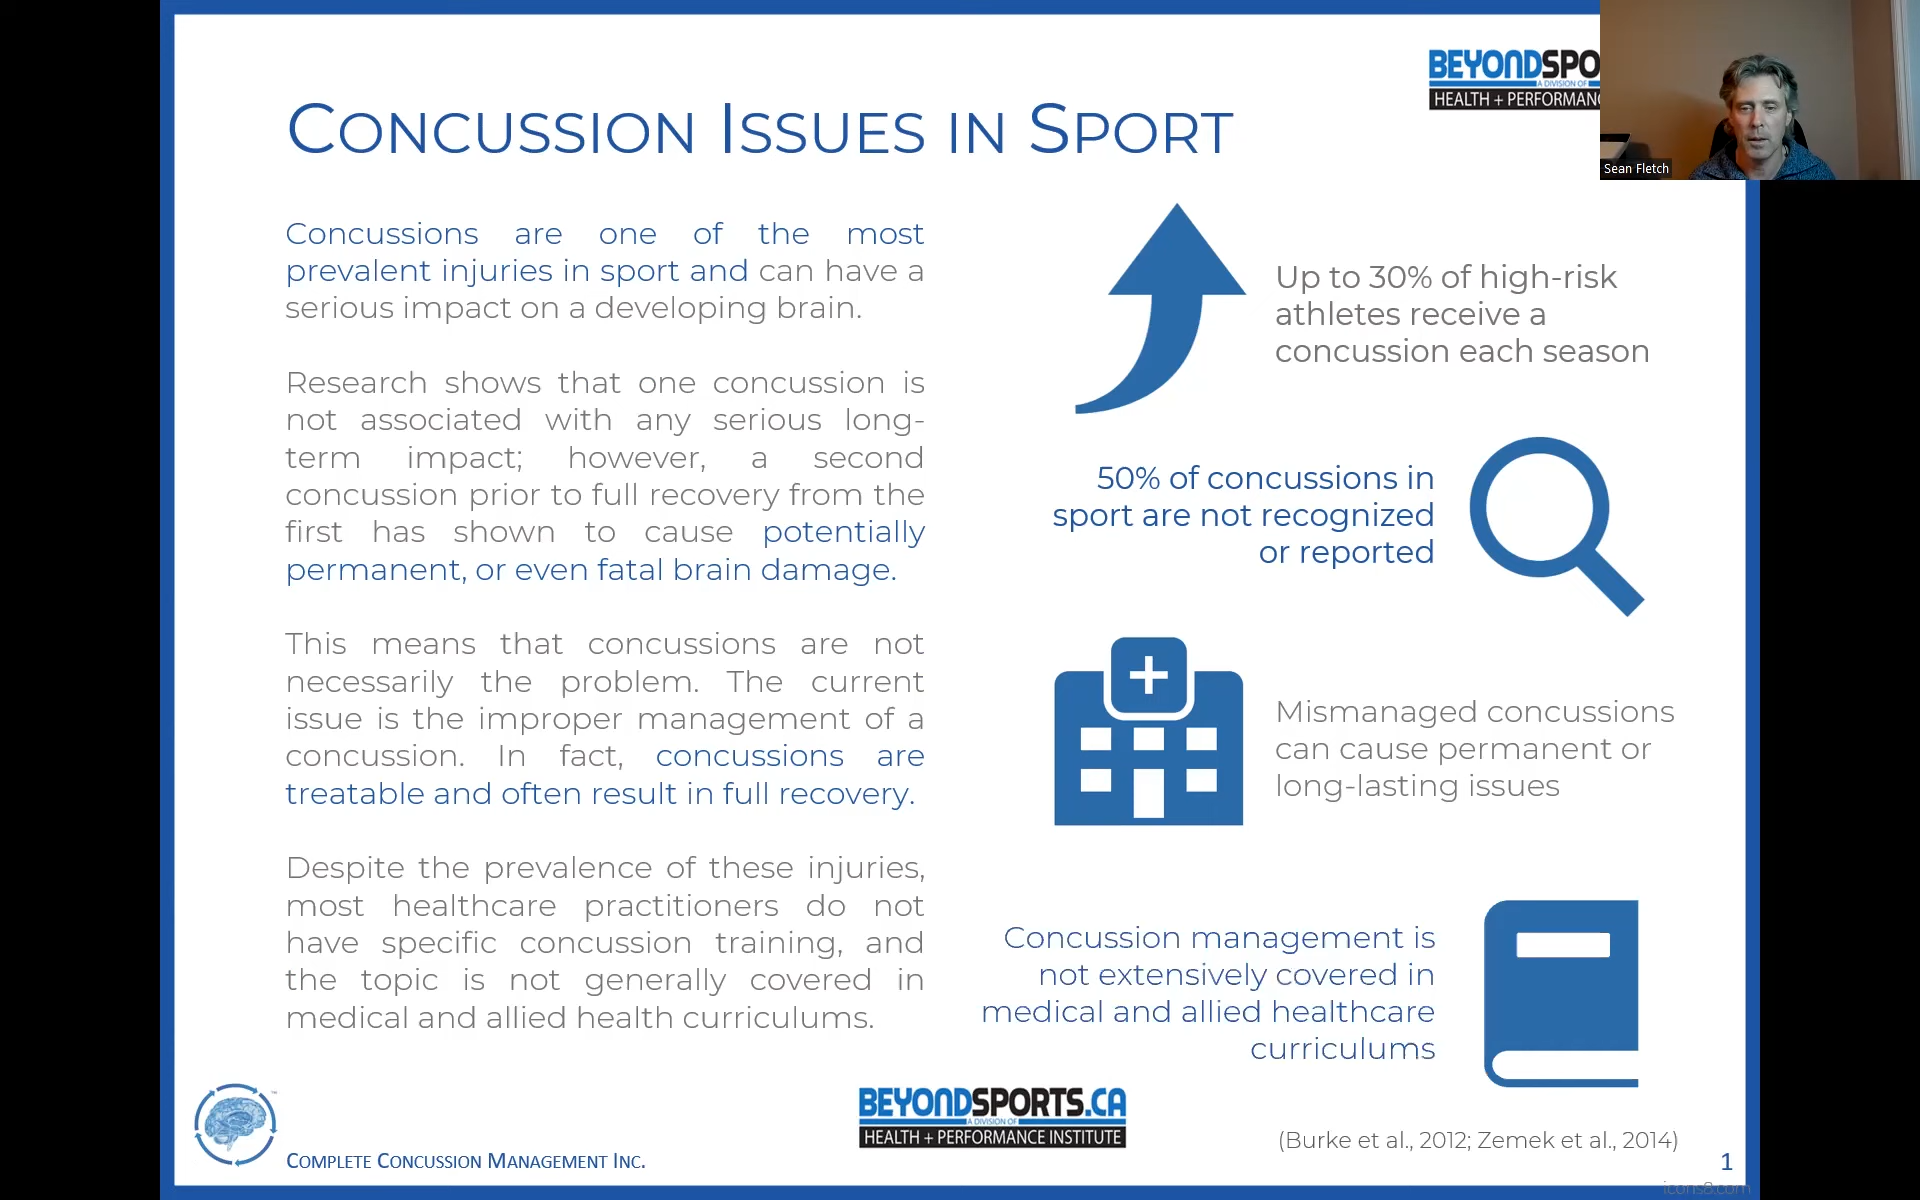 BEYONDSPO
A DIVISION OF
HEALTH + PERFORMANC
Sean Fletch
CONCUSSION ISSUES IN SPORT
Concussions are one of the most
prevalent injuries in sport and can have a
serious impact on a developing brain.
Research shows that one concussion is
not associated with any serious long-
term impact; however, a second
concussion prior to full recovery from the
first has shown to cause potentially
permanent, or even fatal brain damage.
This means that concussions are not
necessarily the problem. The current
issue is the improper management of a
concussion. In fact, concussions are
treatable and often result in full recovery.
Despite the prevalence of these injuries,
most healthcare practitioners do not
have specific concussion training, and
the topic is not generally covered in
medical and allied health curriculums.
Up to 30% of high-risk
athletes receive a
concussion each season
50% of concussions in
sport are not recognized
or reported
Mismanaged concussions
can cause permanent or
long-lasting issues
Concussion management is
not extensively covered in
medical and allied healthcare
curriculums
BEYONDSPORTS.CA
A DIVISION OF
HEALTH + PERFORMANCE INSTITUTE
(Burke et al., 2012; Zemek et al., 2014)
COMPLETE CONCUSSION MANAGEMENT INC.
1
icons8.com